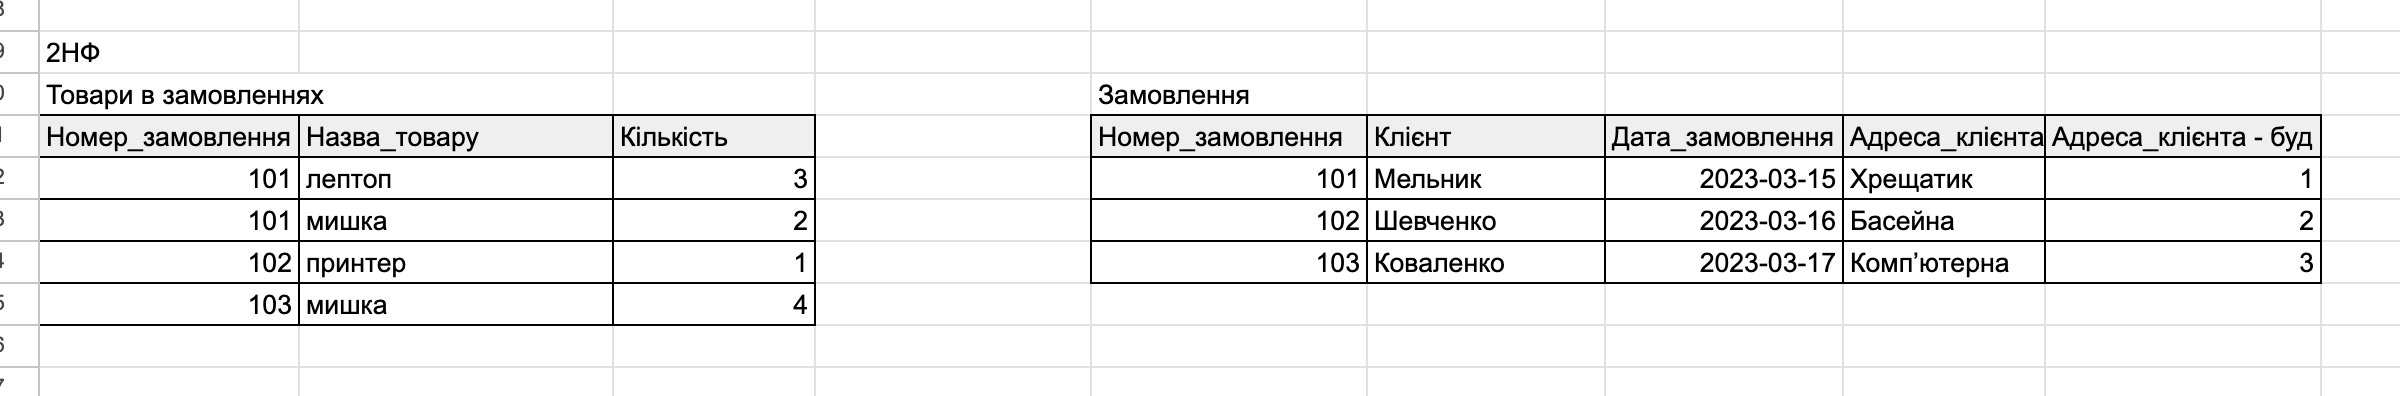 2НФ
Товари в замовленнях Замовлення
Номер_замовлення Назва_товару Кількість Номер_замовлення Клієнт Дата_замовлення Адреса_клієнта Адреса_клієнта - буд
101 лептоп 3 101 Мельник 2023-03-15 Хрещатик 1
101 мишка 2 102 Шевченко 2023-03-16 Басейна 2
102 принтер 1 103 Коваленко 2023-03-17 Комп’ютерна 3
103 мишка 4